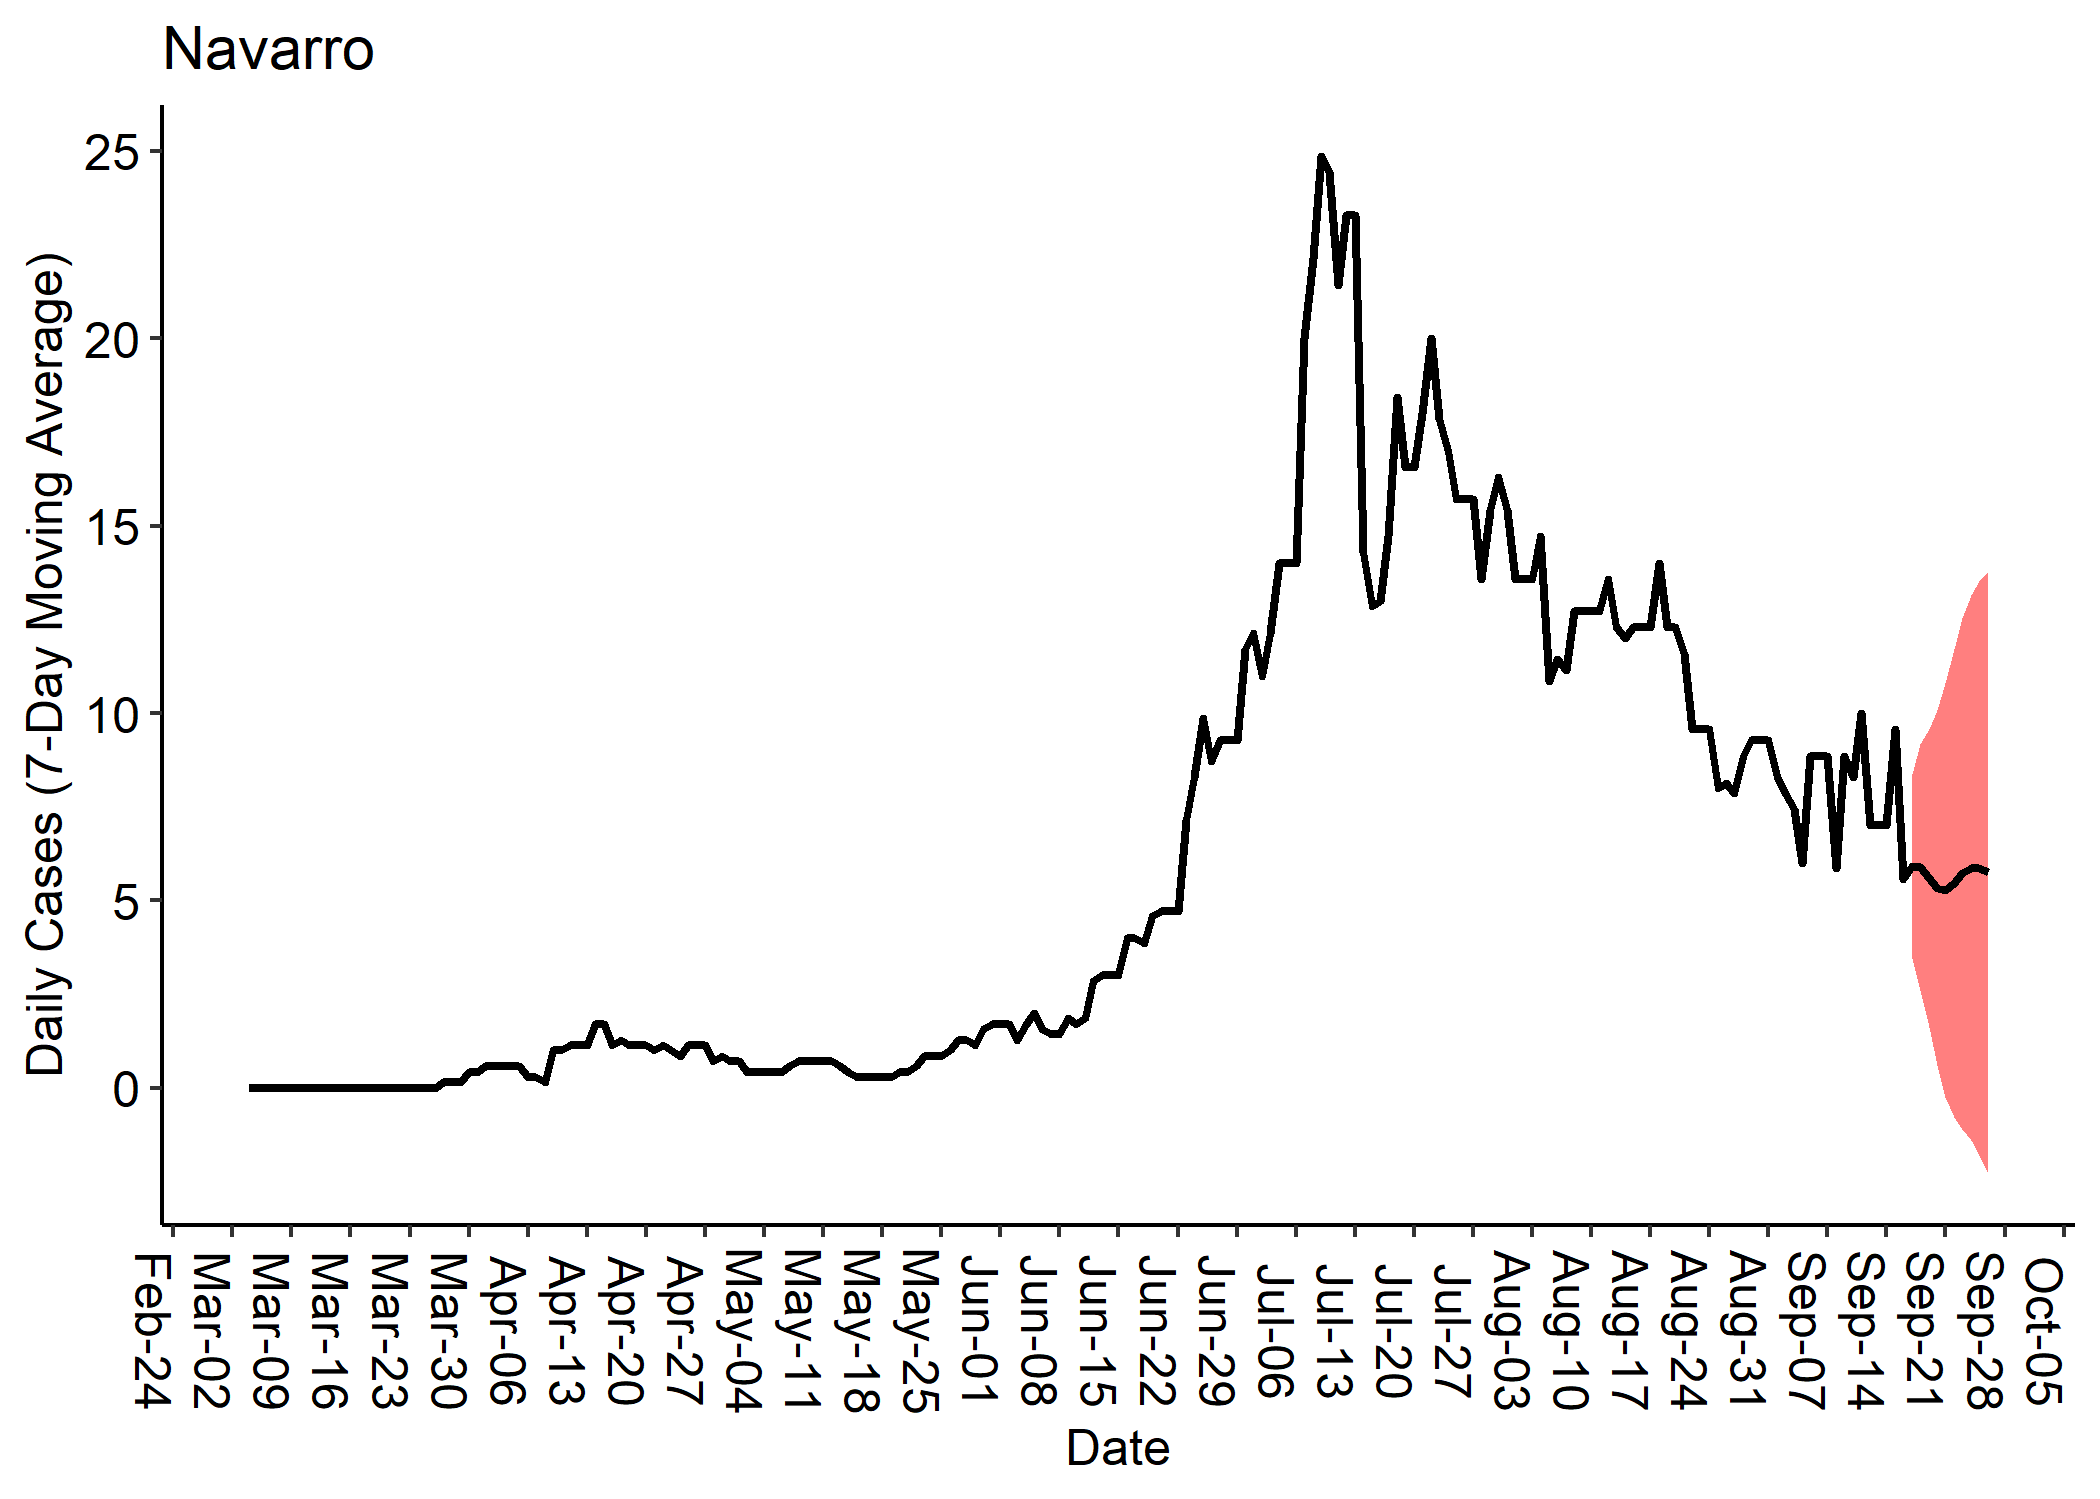 Navarro
Daily Cases (7-Day Moving Average)
25
20
15
10
5
0
Feb-24
Mar-02
Mar-09
Mar-16
Mar-23
Mar-30
Apr-06
Apr-13
Apr-20
Apr-27
May-04
May-11
May-18
May-25
Jun-01
Jun-08
Jun-15
Jun-22
Jun-29
Jul-06
Jul-13
Jul-20
Jul-27
Aug-03
Aug-10
Aug-17
Aug-24
Aug-31
Sep-07
Sep-14
Sep-21
Sep-28
Oct-05
Date